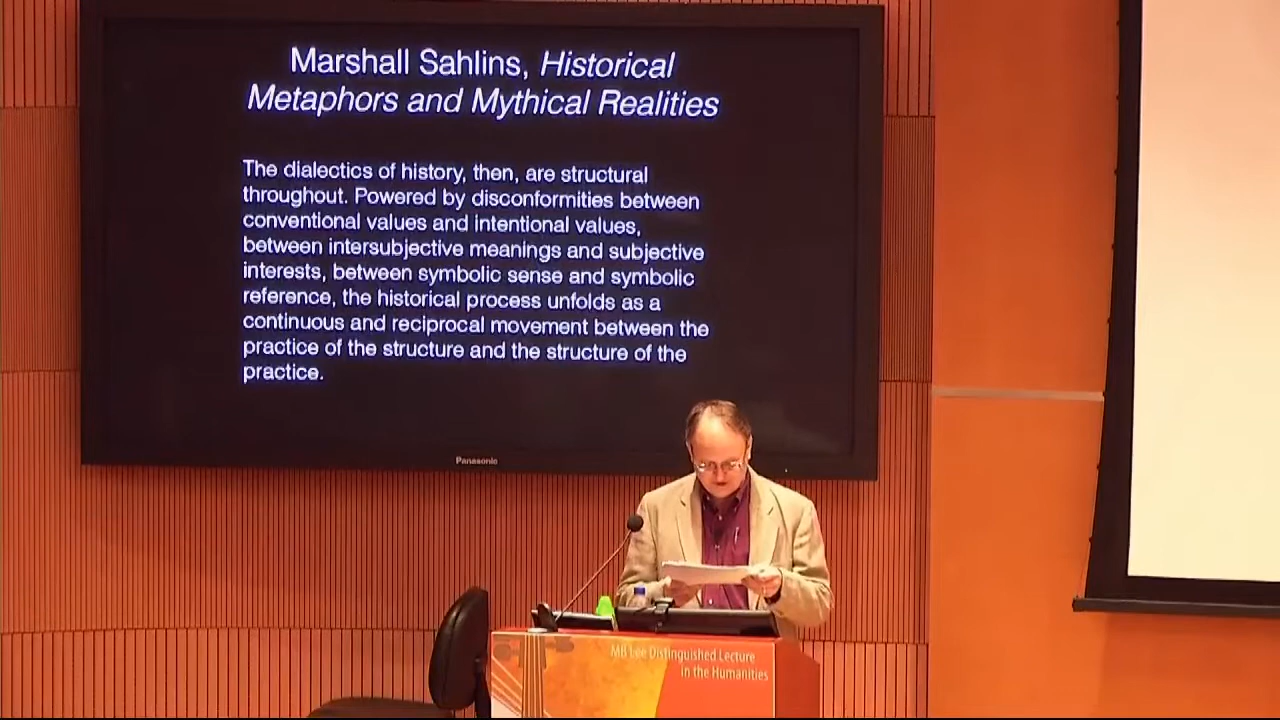 Marshall Sahlins, Historical
Metaphors and Mythical Realities
The dialectics of history, then, are structural
throughout. Powered by disconformities between
conventional values and intentional values,
between intersubjective meanings and subjective
interests, between symbolic sense and symbolic
reference, the historical process unfolds as a
continuous and reciprocal movement between the
practice of the structure and the structure of the
practice.
Panasonic
MB Lee Distinguished Lecture
in the Humanities